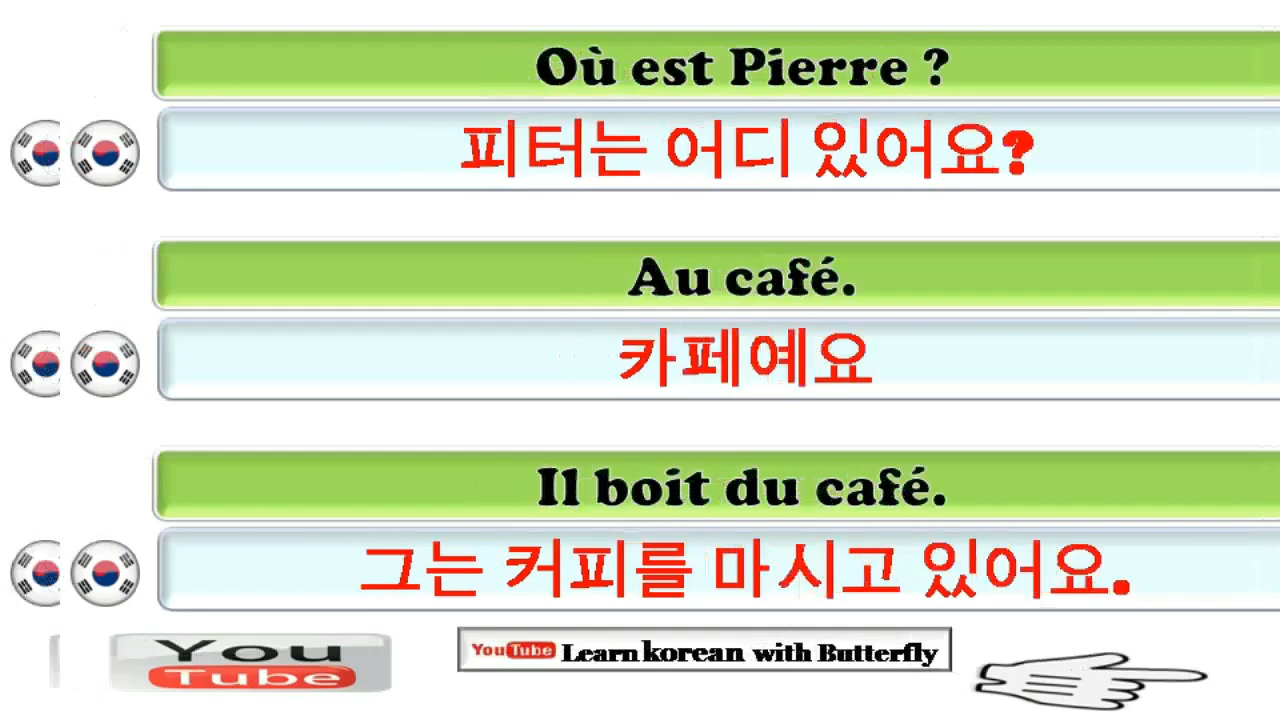 Où est Pierre ?
피터는 어디 있어요?
Au café.
카페예요
Il boit du café.
그는 커피를 마시고 있어요.
You
Tube
YouTube Learn korean with Butterfly